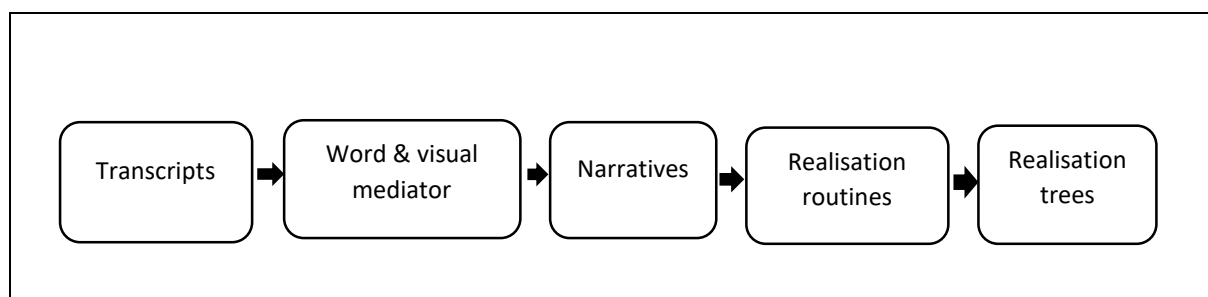 Transcripts
Word & visual
mediator
Narratives
Realisation
routines
Realisation
trees